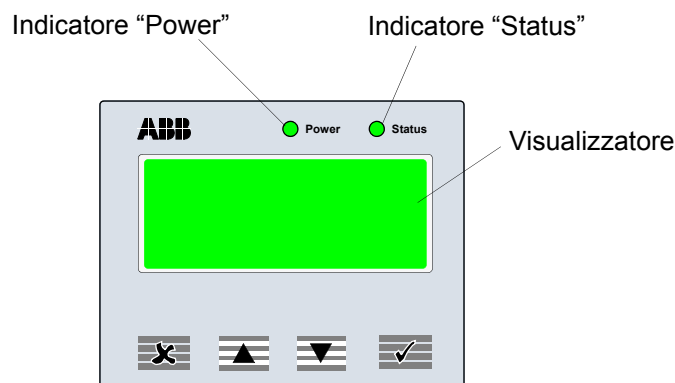 Indicatore “Power”
Indicatore “Status”
ABB
Power
Status
Visualizzatore